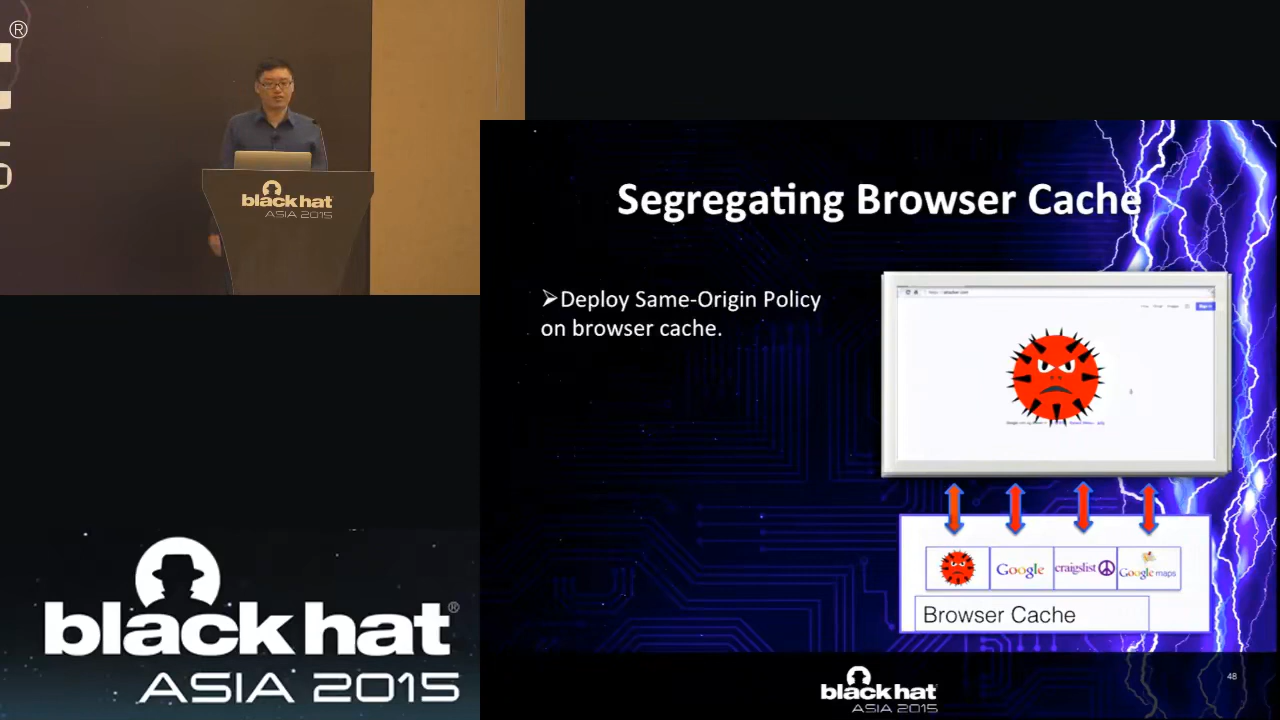 ®
black hat
ASIA 2015
Segregating Browser Cache
➢Deploy Same-Origin Policy
on browser cache.
Google
craigslist
Google maps
Browser Cache
black hat®
ASIA 2015
black hat
ASIA 2015
48